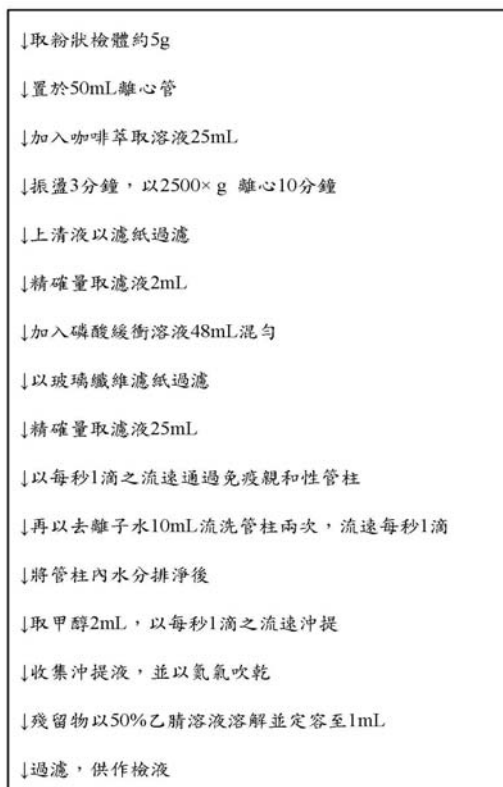 ↓取粉狀檢體約5g
↓置於50mL離心管
↓加入咖啡萃取溶液25mL
↓振盪3分鐘，以2500× g 離心10分鐘
↓上清液以濾紙過濾
↓精確量取濾液2mL
↓加入磷酸緩衝溶液48mL混勻
↓以玻璃纖維濾紙過濾
↓精確量取濾液25mL
↓以每秒1滴之流速通過免疫親和性管柱
↓再以去離子水10mL流洗管柱兩次，流速每秒1滴
↓將管柱內水分排淨後
↓取甲醇2mL，以每秒1滴之流速沖提
↓收集沖提液，並以氮氣吹乾
↓殘留物以50%乙腈溶液溶解並定容至1mL
↓過濾，供作檢液